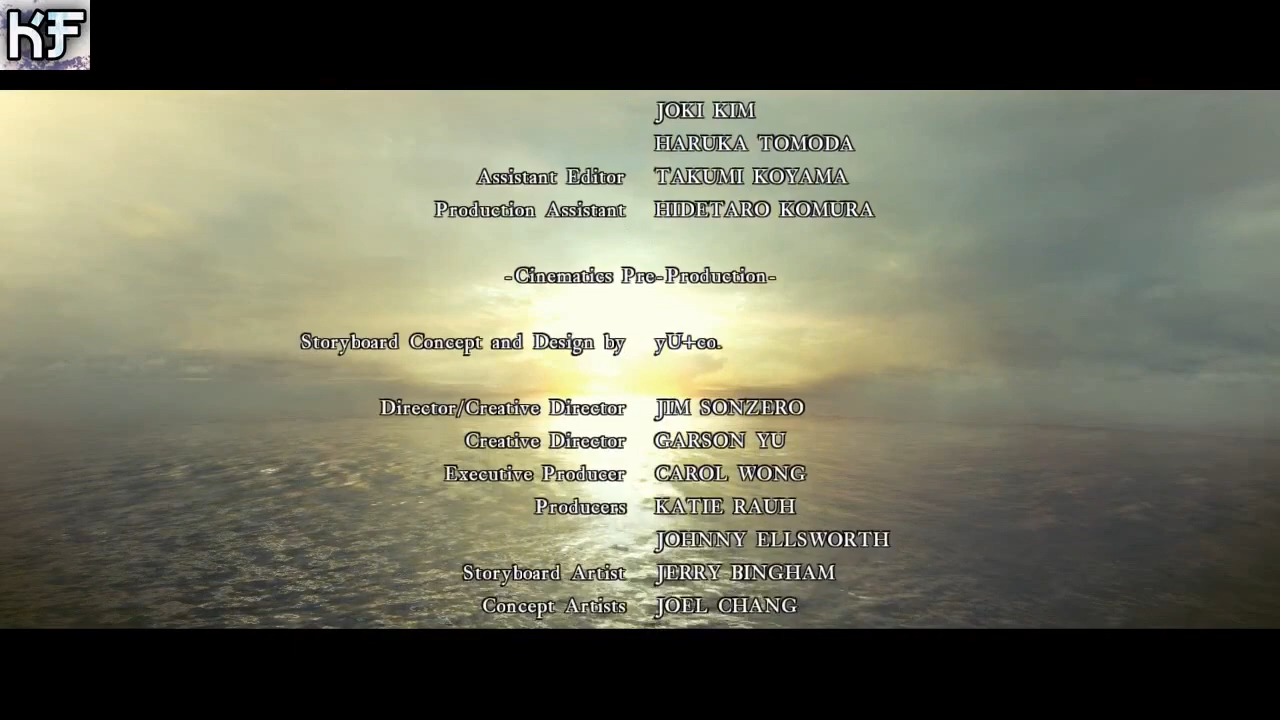 KF
JOKI KIM
HARUKA TOMODA
Assistant Editor TAKUMI KOYAMA
Production Assistant HIDETARO KOMURA
-Cinematics Pre-Production-
Storyboard Concept and Design by yU+co.
Director/Creative Director JIM SONZERO
Creative Director GARSON YU
Executive Producer CAROL WONG
Producers KATIE RAUH
JOHNNY ELLSWORTH
Storyboard Artist JERRY BINGHAM
Concept Artists JOEL CHANG